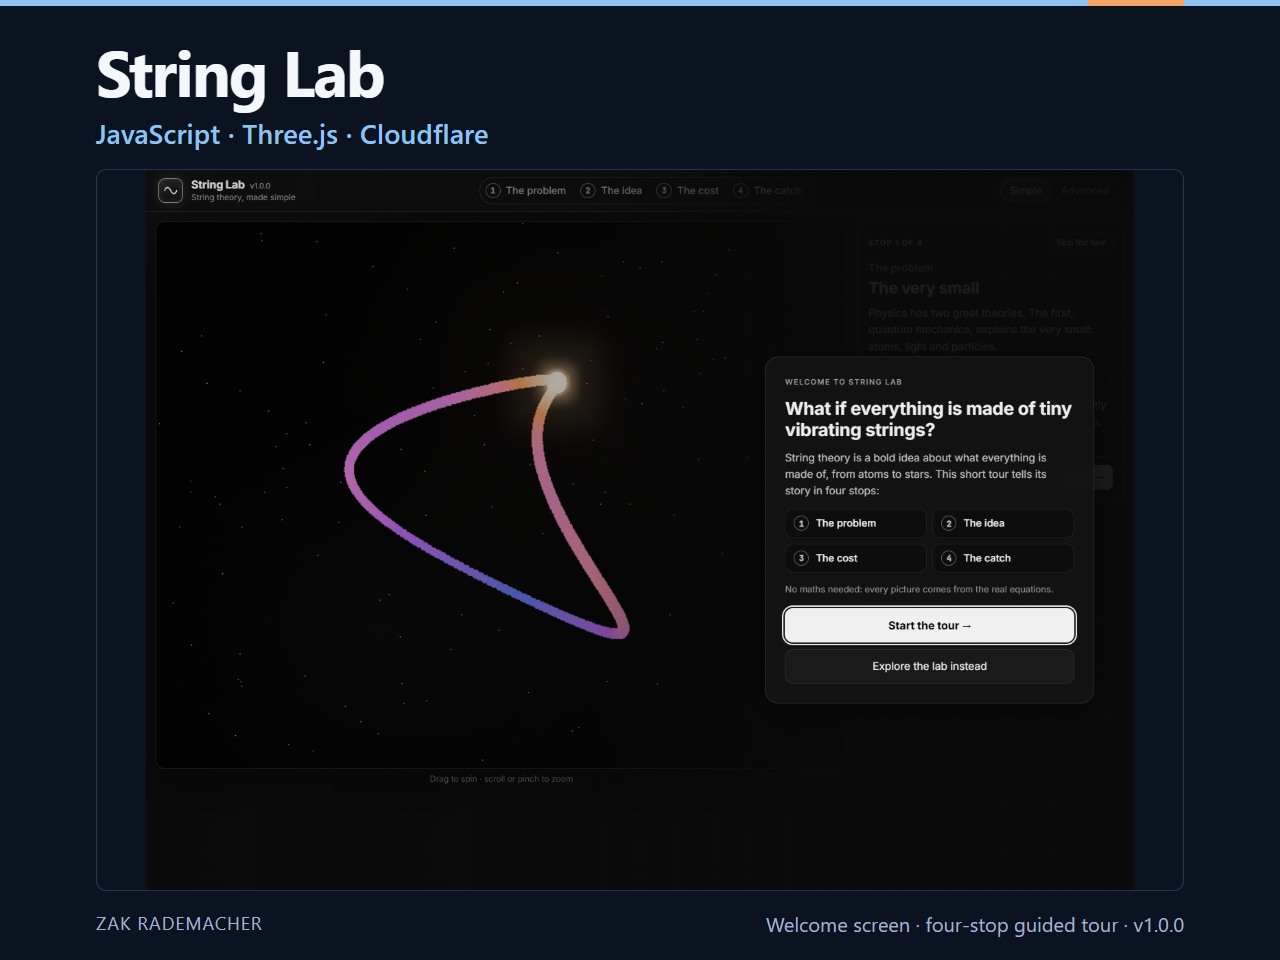 String Lab
JavaScript · Three.js · Cloudflare
String Lab v1.0.0
String theory, made simple
1 The problem 2 The idea 3 The cost 4 The catch
Simple Advanced
STOP 1 OF 4 Skip the tour
The problem
The very small
Physics has two great theories. The first,
quantum mechanics, explains the very small:
atoms, light and particles.
WELCOME TO STRING LAB
What if everything is made of tiny
vibrating strings?
String theory is a bold idea about what everything is
made of, from atoms to stars. This short tour tells its
story in four stops:
1 The problem 2 The idea
3 The cost 4 The catch
No maths needed: every picture comes from the real equations.
Start the tour →
Explore the lab instead
Drag to spin · scroll or pinch to zoom
ZAK RADEMACHER
Welcome screen · four-stop guided tour · v1.0.0